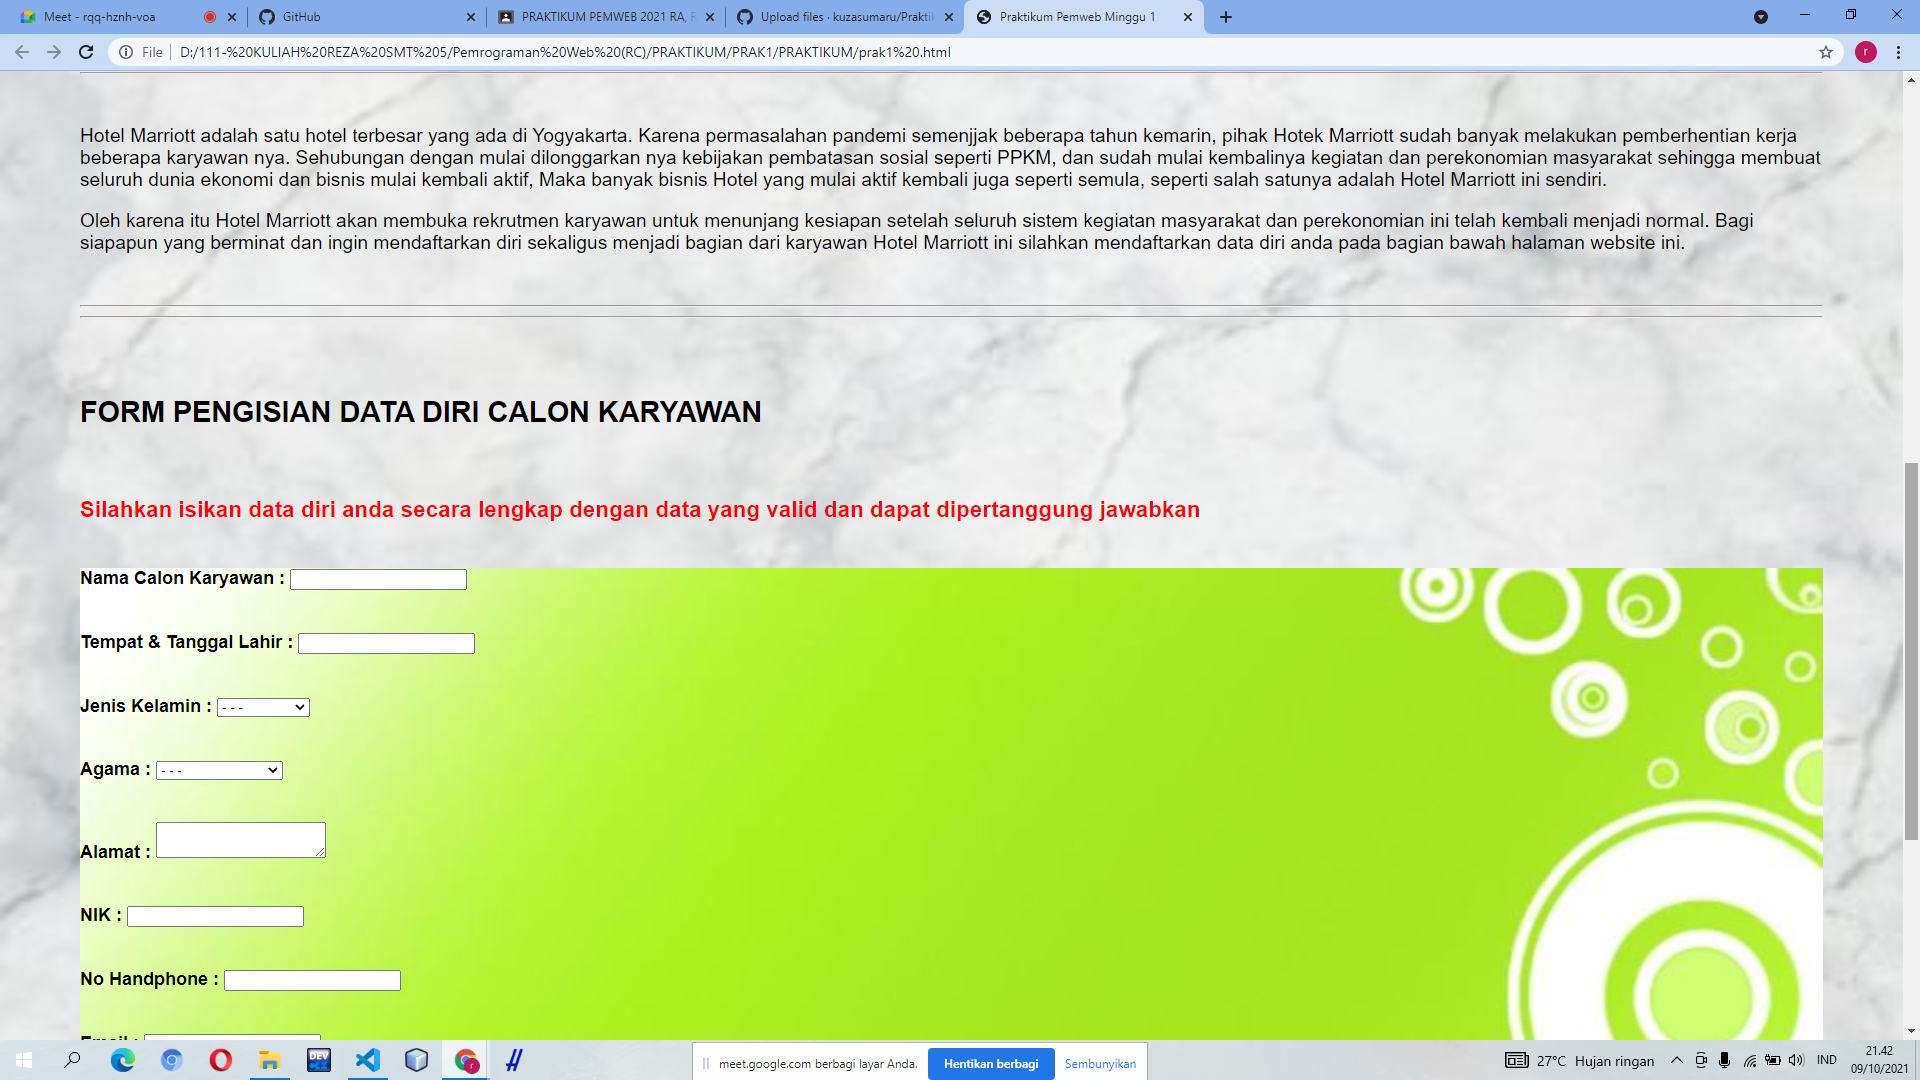 Meet - rqq-hznh-voa
GitHub
PRAKTIKUM PEMWEB 2021 RA, R
Upload files · kuzasumaru/Praktik
Praktikum Pemweb Minggu 1
File
D:/111-%20KULIAH%20REZA%20SMT%205/Pemrograman%20Web%20(RC)/PRAKTIKUM/PRAK1/PRAKTIKUM/prak1%20.html
r
Hotel Marriott adalah satu hotel terbesar yang ada di Yogyakarta. Karena permasalahan pandemi semenjjak beberapa tahun kemarin, pihak Hotek Marriott sudah banyak melakukan pemberhentian kerja
beberapa karyawan nya. Sehubungan dengan mulai dilonggarkan nya kebijakan pembatasan sosial seperti PPKM, dan sudah mulai kembalinya kegiatan dan perekonomian masyarakat sehingga membuat
seluruh dunia ekonomi dan bisnis mulai kembali aktif, Maka banyak bisnis Hotel yang mulai aktif kembali juga seperti semula, seperti salah satunya adalah Hotel Marriott ini sendiri.
Oleh karena itu Hotel Marriott akan membuka rekrutmen karyawan untuk menunjang kesiapan setelah seluruh sistem kegiatan masyarakat dan perekonomian ini telah kembali menjadi normal. Bagi
siapapun yang berminat dan ingin mendaftarkan diri sekaligus menjadi bagian dari karyawan Hotel Marriott ini silahkan mendaftarkan data diri anda pada bagian bawah halaman website ini.
FORM PENGISIAN DATA DIRI CALON KARYAWAN
Silahkan isikan data diri anda secara lengkap dengan data yang valid dan dapat dipertanggung jawabkan
Nama Calon Karyawan :
Tempat & Tanggal Lahir :
Jenis Kelamin : - - -
Agama : - - -
Alamat :
NIK :
No Handphone :
Email :
DEV
meet.google.com berbagi layar Anda.
Hentikan berbagi
Sembunyikan
27°C Hujan ringan
IND
21.42
09/10/2021